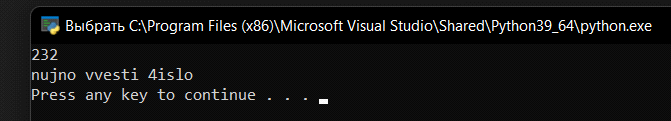 Выбрать C:\Program Files (x86)\Microsoft Visual Studio\Shared\Python39_64\python.exe
232
nujno vvesti 4islo
Press any key to continue . . .